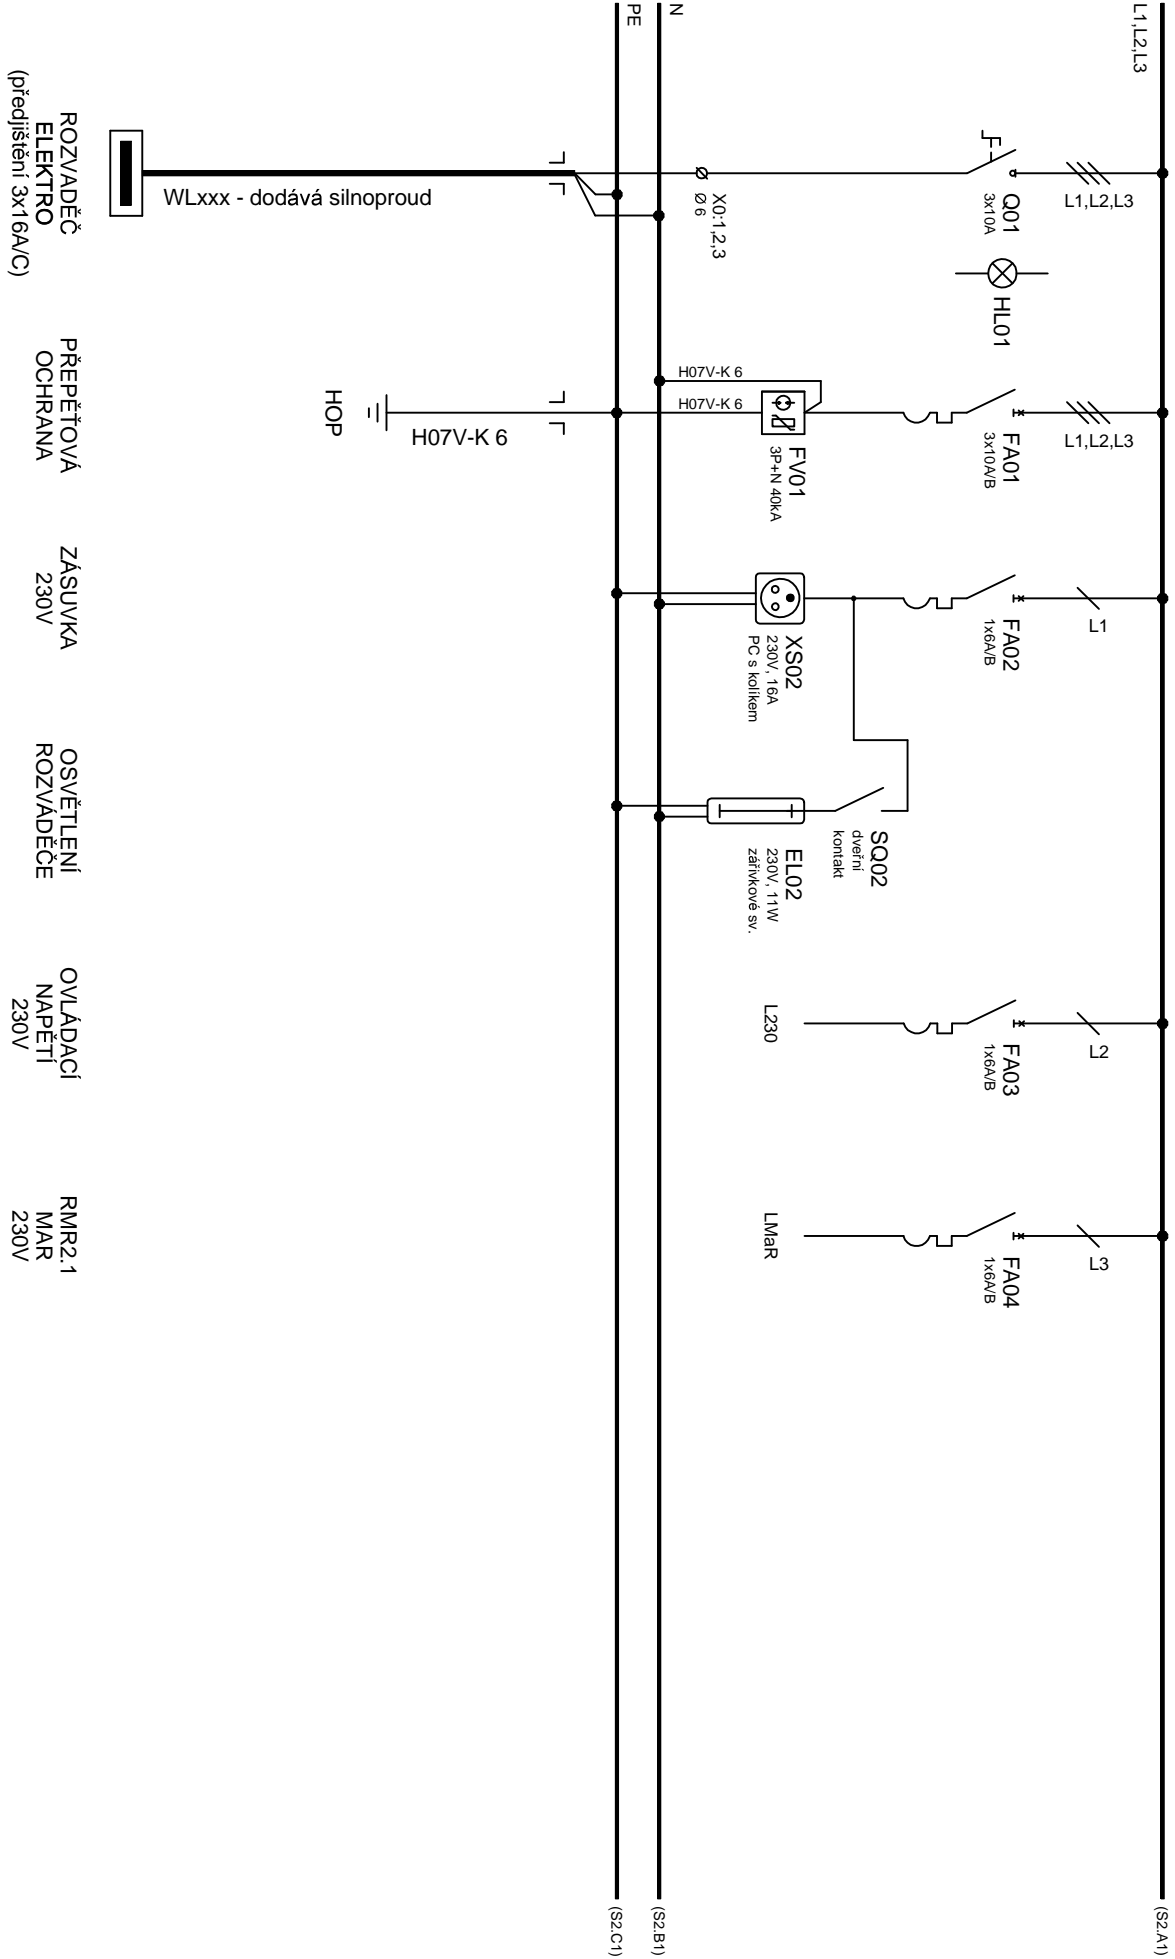 L1,L2,L3
N
PE
L1,L2,L3
Q01
3x10A
HL01
X0:1,2,3
Ø 6
WLxxx - dodává silnoproud
ROZVADĚČ
ELEKTRO
(předjištění 3x16A/C)
L1,L2,L3
FA01
3x10A/B
FV01
3P+N 40kA
H07V-K 6
H07V-K 6
H07V-K 6
HOP
PŘEPĚŤOVÁ
OCHRANA
L1
FA02
1x6A/B
XS02
230V, 16A
PC s kolíkem
ZÁSUVKA
230V
SQ02
dveřní
kontakt
EL02
230V, 11W
zářivkové sv.
OSVĚTLENÍ
ROZVÁDĚČE
L2
FA03
1x6A/B
L230
OVLÁDACÍ
NAPĚTÍ
230V
L3
FA04
1x6A/B
LMaR
RMR2.1
MAR
230V
(S2.A1)
(S2.B1)
(S2.C1)